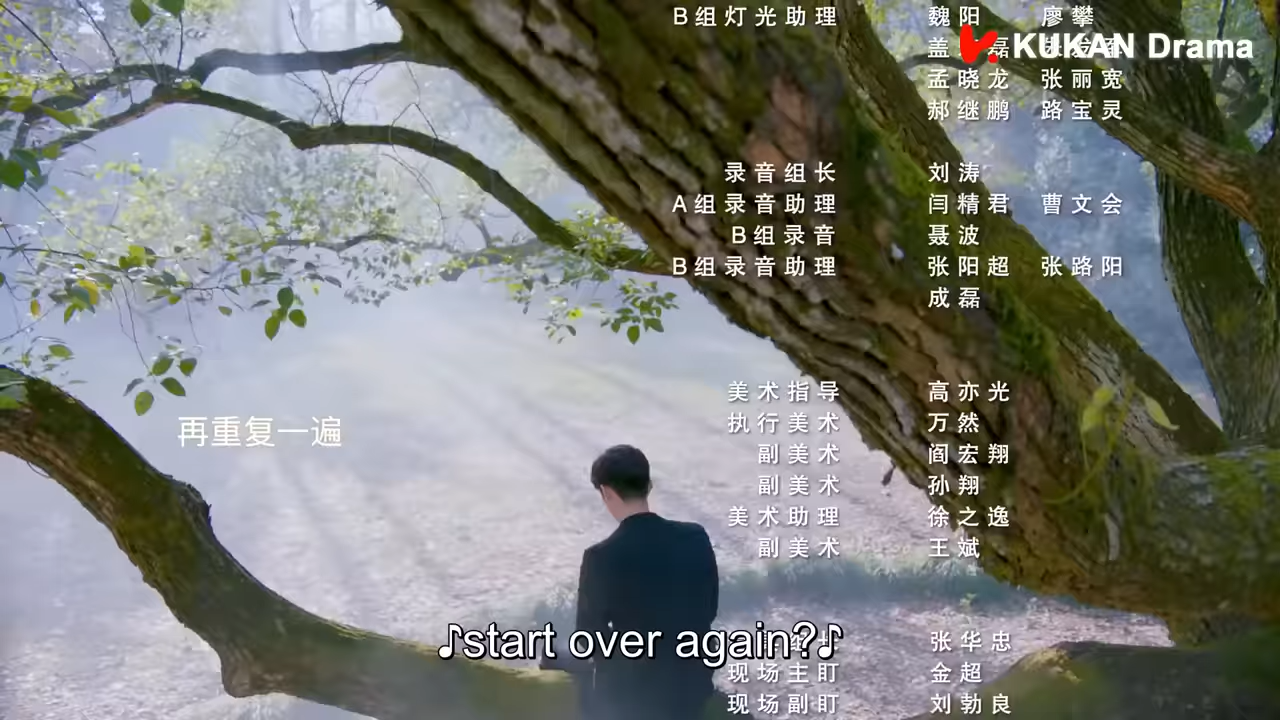 B组灯光助理 魏阳 廖攀
KUKAN Drama
孟晓龙 张丽宽
郝继鹏 路宝灵
录音组长 刘涛
A组录音助理 闫精君 曹文会
B组录音 聂波
B组录音助理 张阳超 张路阳
成磊
美术指导 高亦光
执行美术 万然
再重复一遍
副美术 阎宏翔
副美术 孙翔
美术助理 徐之逸
副美术 王斌
♪start over again?♪
张华忠
现场主盯 金超
现场副盯 刘勃良